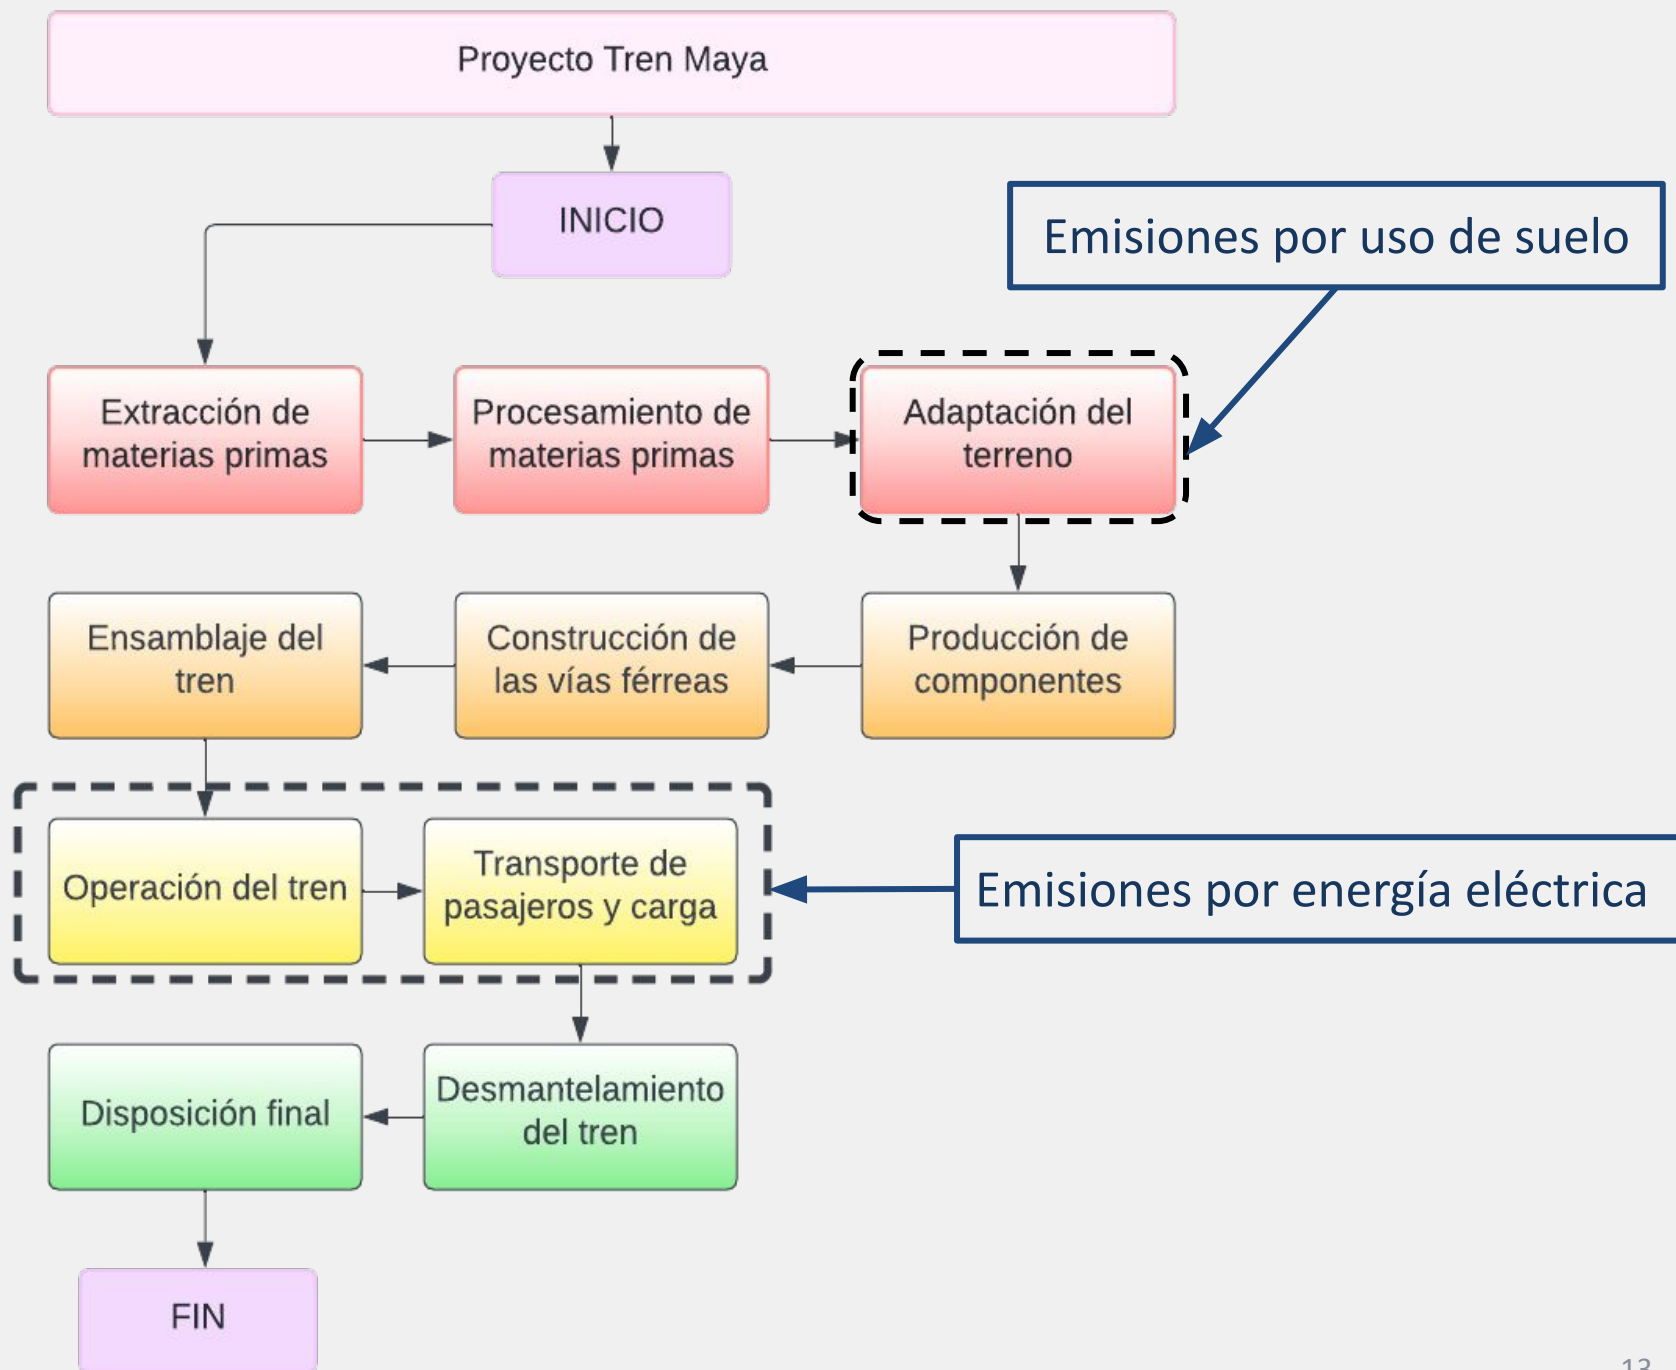 Proyecto Tren Maya
INICIO
Emisiones por uso de suelo
Extracción de
materias primas
Procesamiento de
materias primas
Adaptación del
terreno
Ensamblaje del
tren
Construcción de
las vías férreas
Producción de
componentes
Operación del tren
Transporte de
pasajeros y carga
Emisiones por energía eléctrica
Disposición final
Desmantelamiento
del tren
FIN
13